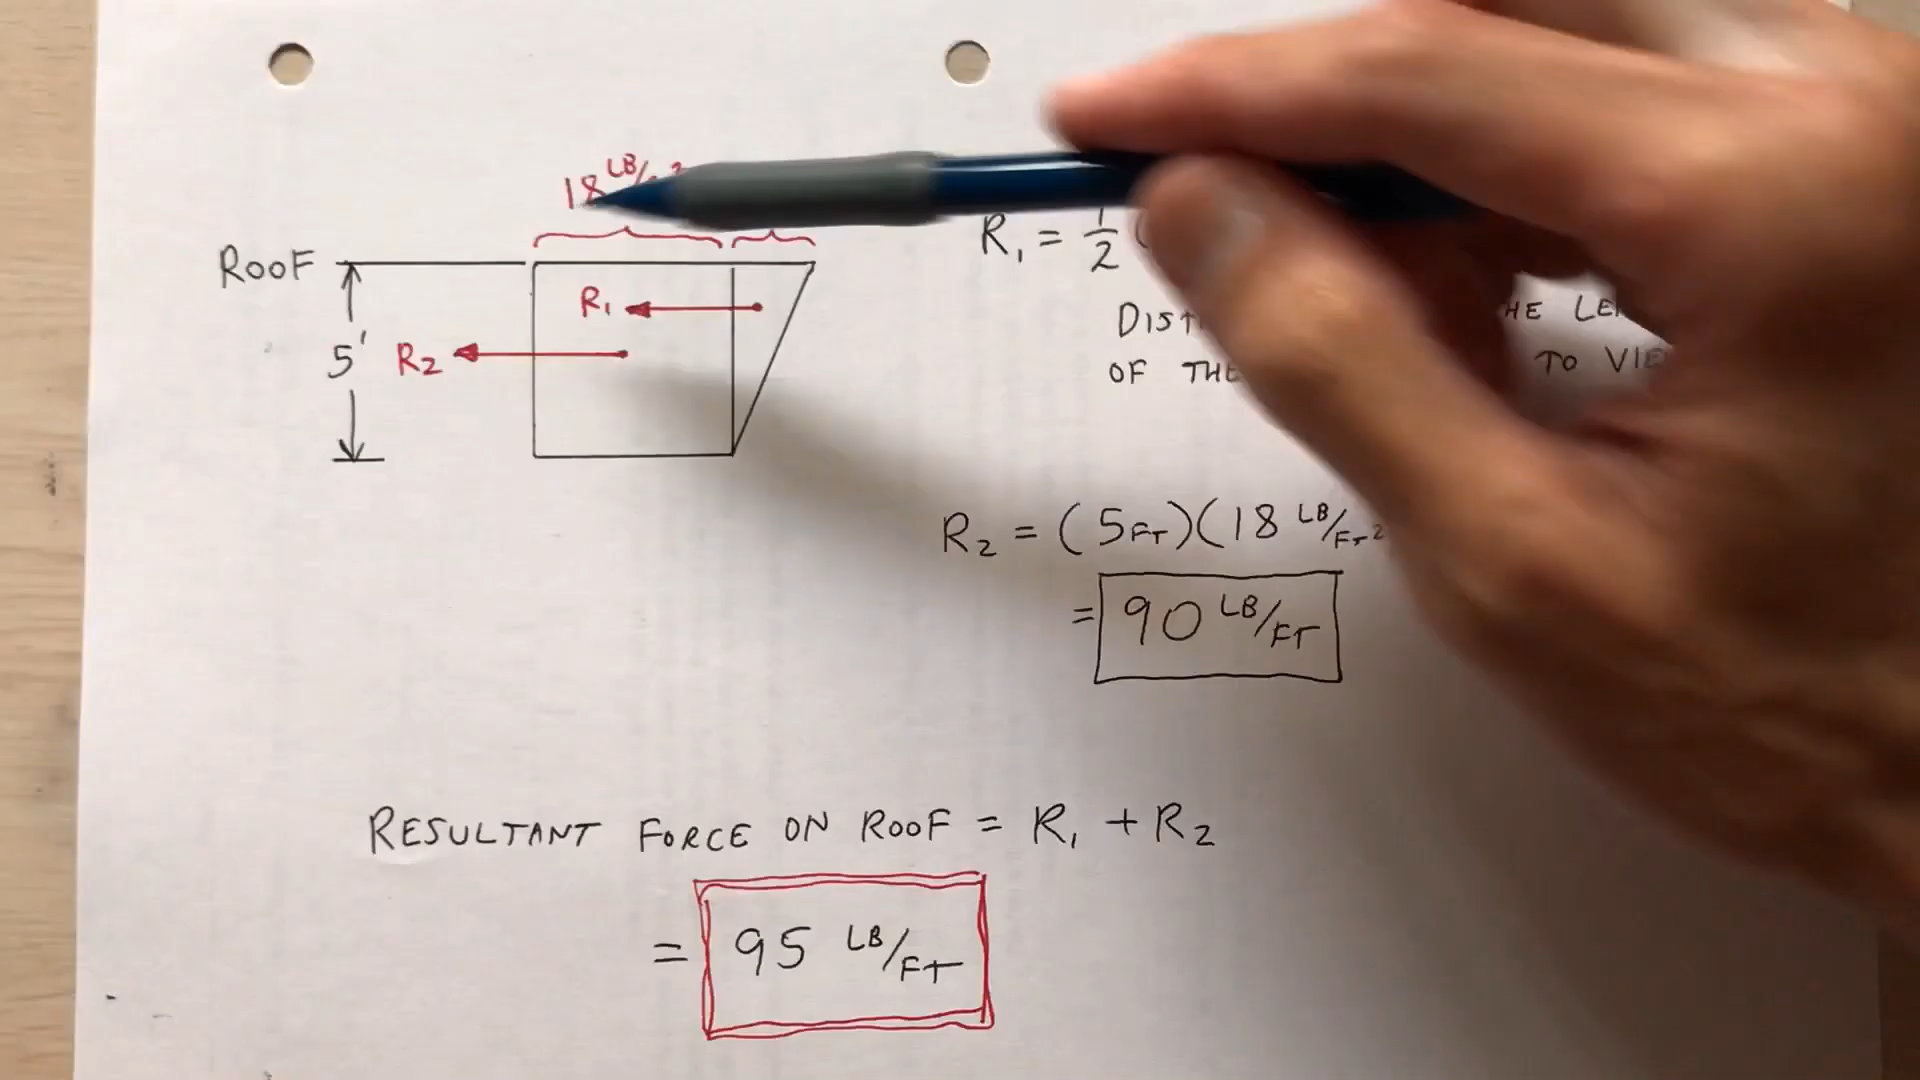 18 LB/
ROOF
R₁ = 1/2 (
R₁
5'
R₂
DIST
HE LE
OF THE
TO VIE
R₂ = (5FT)(18 LB/FT²
= 90 LB/FT
RESULTANT FORCE ON ROOF = R₁ + R₂
= 95 LB/FT